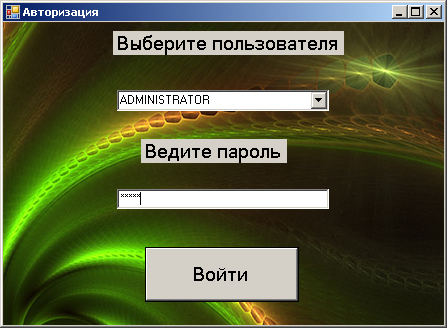 Авторизация
Выберите пользователя
ADMINISTRATOR
Ведите пароль
*****
Войти